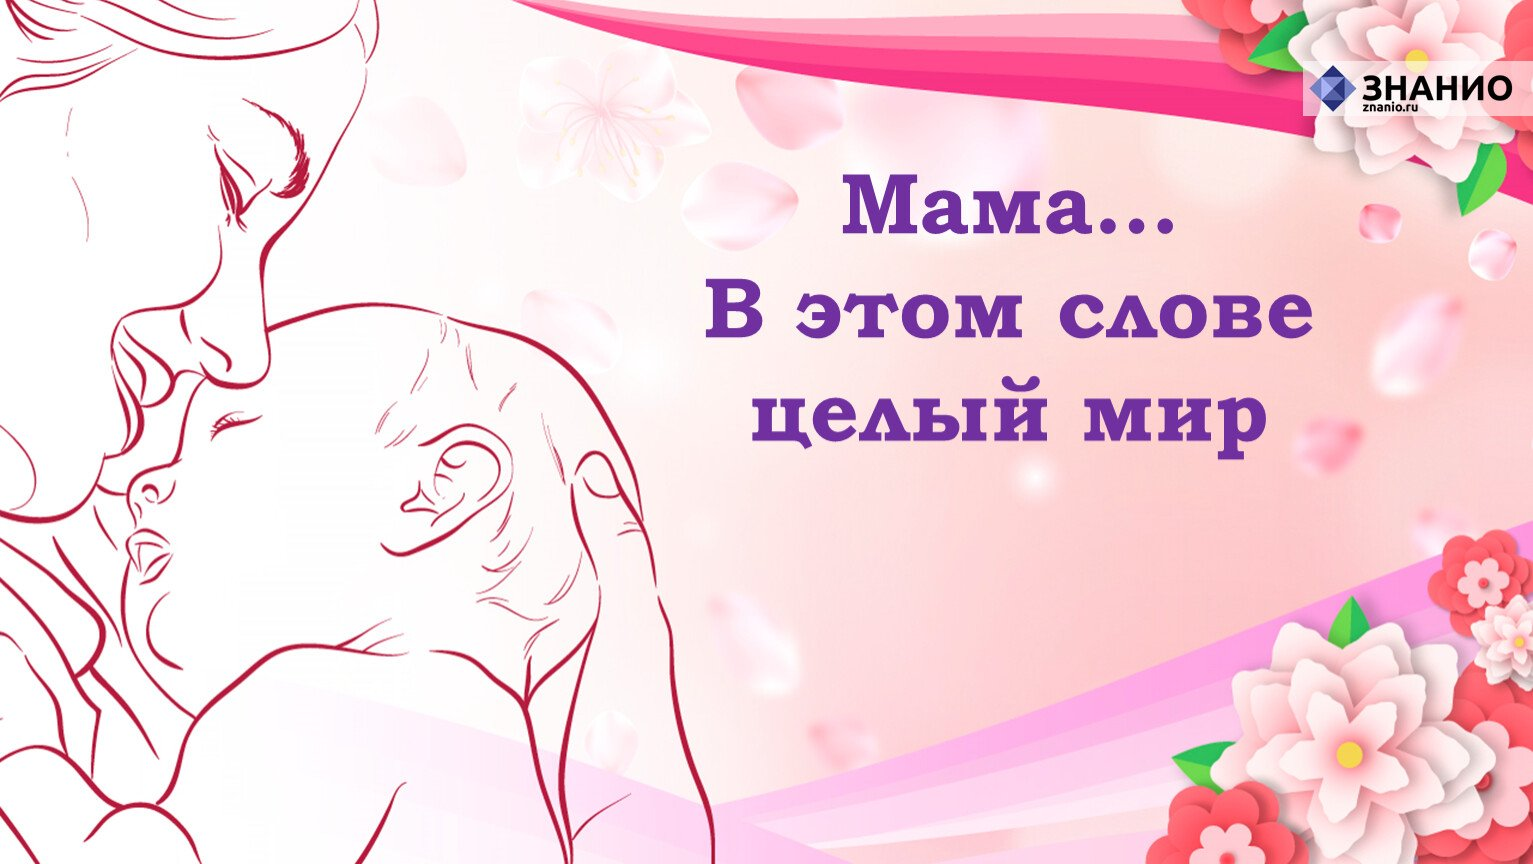 ЗНАНИО
znanio.ru
Мама...
В этом слове
целый мир